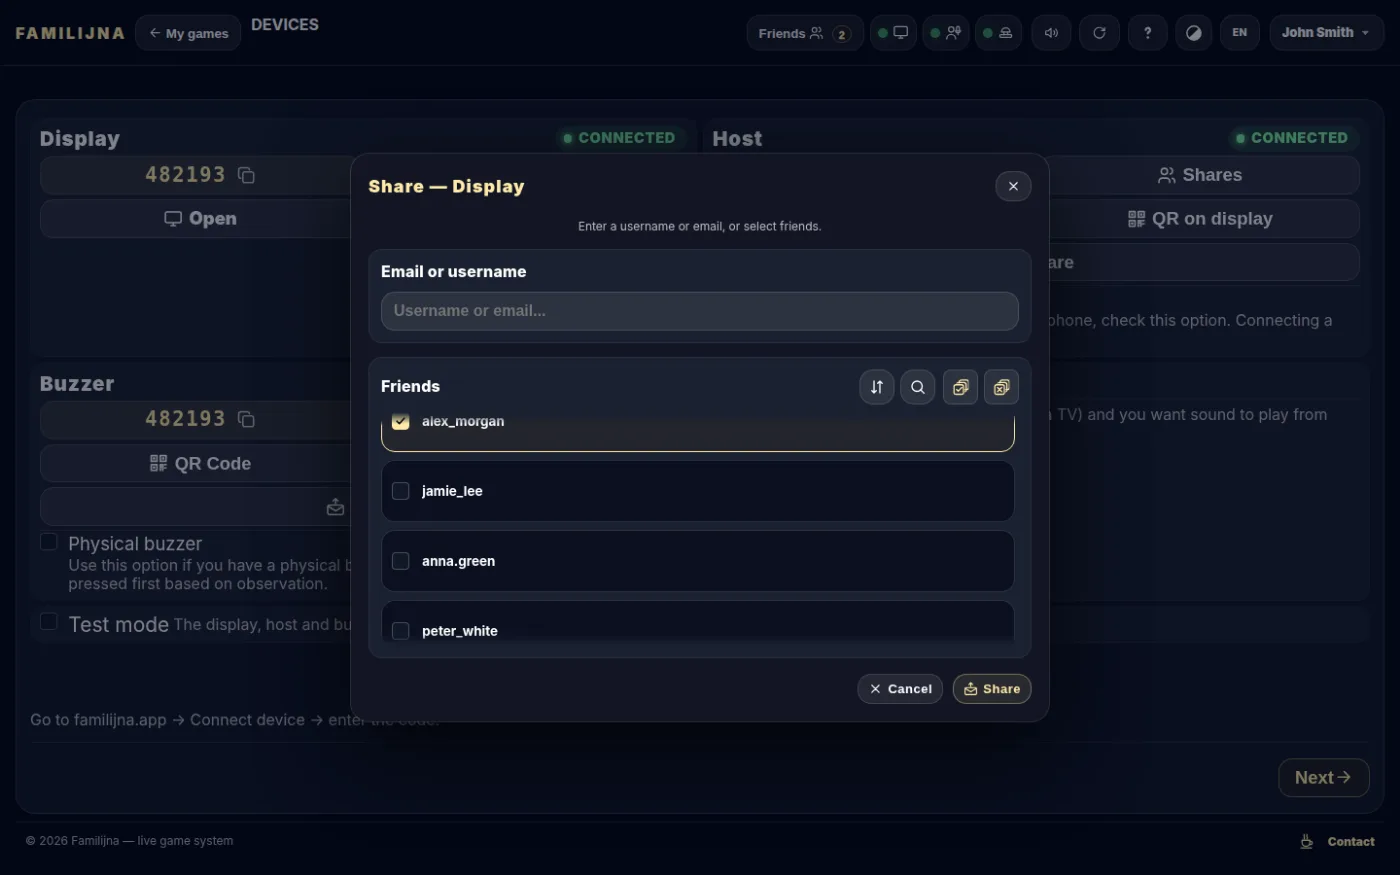 FAMILIJNA
← My games
DEVICES
Friends 2
EN
John Smith
Display
CONNECTED
Host
CONNECTED
482193
Shares
Open
QR on display
are
phone, check this option. Connecting a
Share — Display
Enter a username or email, or select friends.
Email or username
Username or email...
Friends
alex_morgan
jamie_lee
anna.green
peter_white
Cancel
Share
Buzzer
482193
TV) and you want sound to play from
QR Code
Physical buzzer
Use this option if you have a physical b
pressed first based on observation.
Test mode The display, host and bu
Go to familijna.app → Connect device → enter the code.
Next →
© 2026 Familijna — live game system
Contact